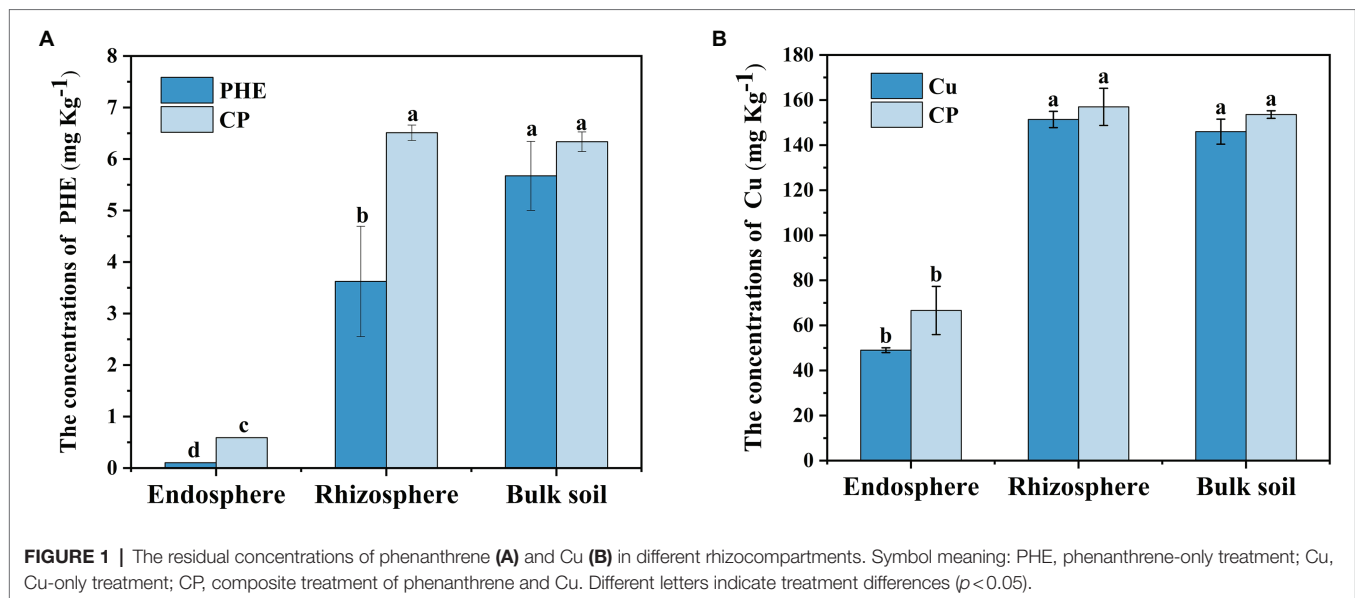 A
The concentrations of PHE (mg Kg-1)
8
7
6
5
4
3
2
1
0
PHE
CP
d
c
b
a
a
a
Endosphere
Rhizosphere
Bulk soil
B
The concentrations of Cu (mg Kg-1)
180
160
140
120
100
80
60
40
20
0
Cu
CP
b
b
a
a
a
a
Endosphere
Rhizosphere
Bulk soil
FIGURE 1 | The residual concentrations of phenanthrene (A) and Cu (B) in different rhizocompartments. Symbol meaning: PHE, phenanthrene-only treatment; Cu,
Cu-only treatment; CP, composite treatment of phenanthrene and Cu. Different letters indicate treatment differences (p < 0.05).